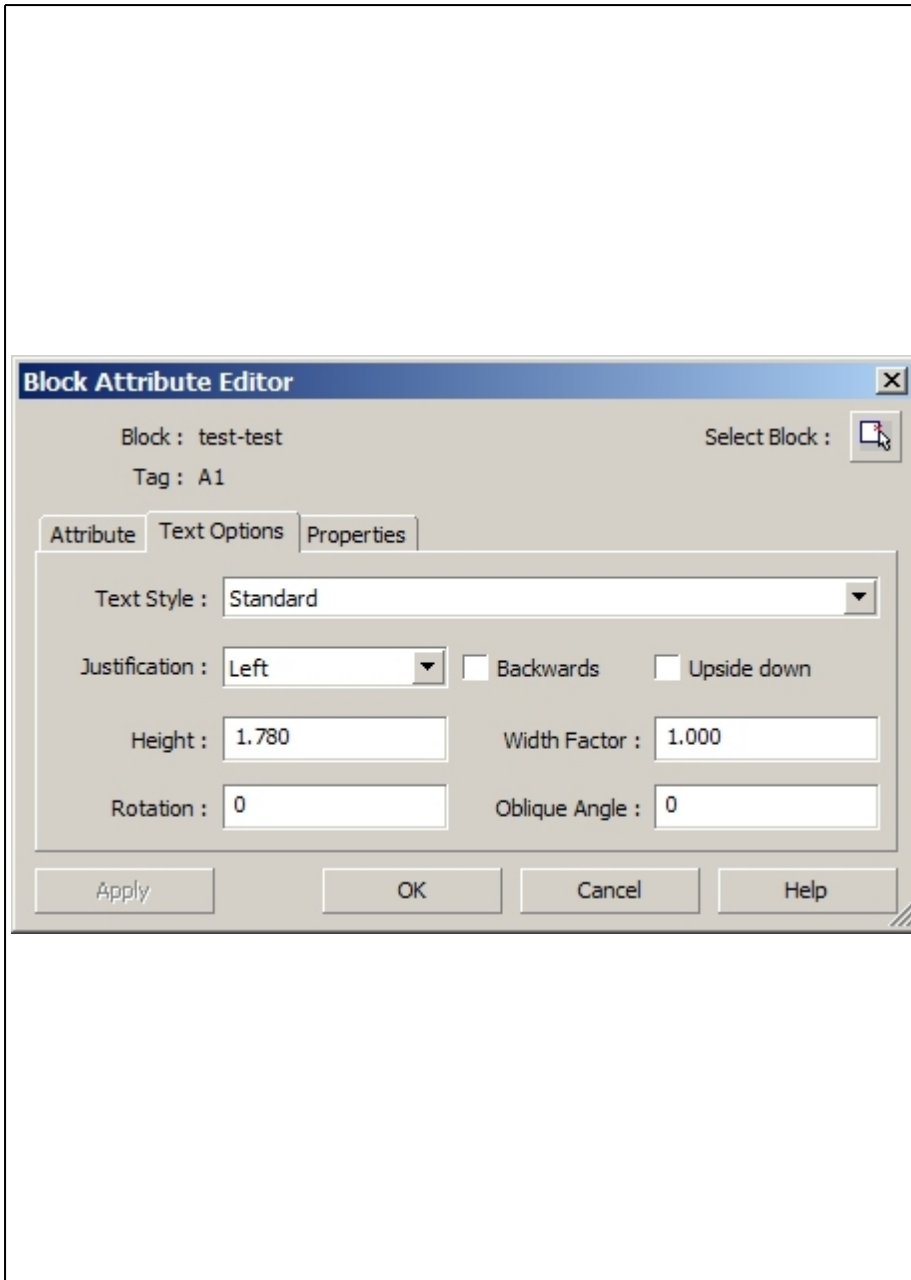 Block Attribute Editor
Block : test-test Select Block :
Tag : A1
Attribute Text Options Properties
Text Style : Standard
Justification : Left Backwards Upside down
Height : 1.780 Width Factor : 1.000
Rotation : 0 Oblique Angle : 0
Apply OK Cancel Help